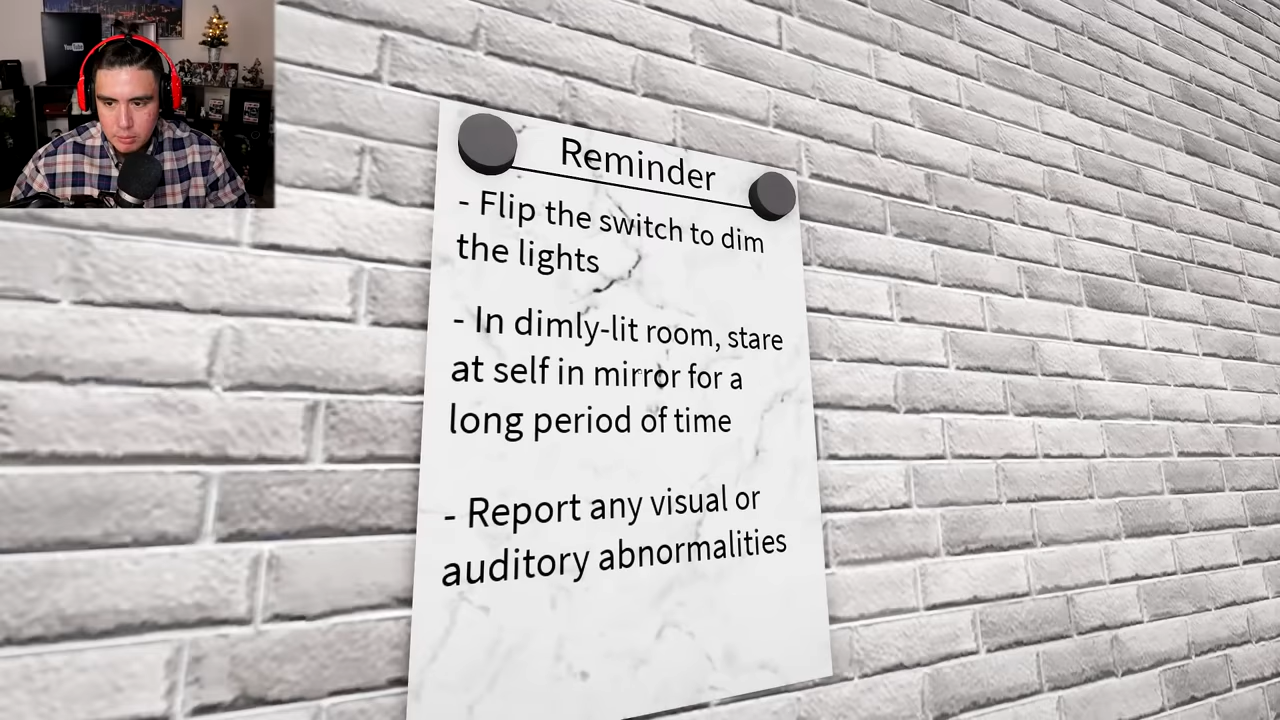 YouTube
Reminder
- Flip the switch to dim
the lights
- In dimly-lit room, stare
at self in mirror for a
long period of time
- Report any visual or
auditory abnormalities